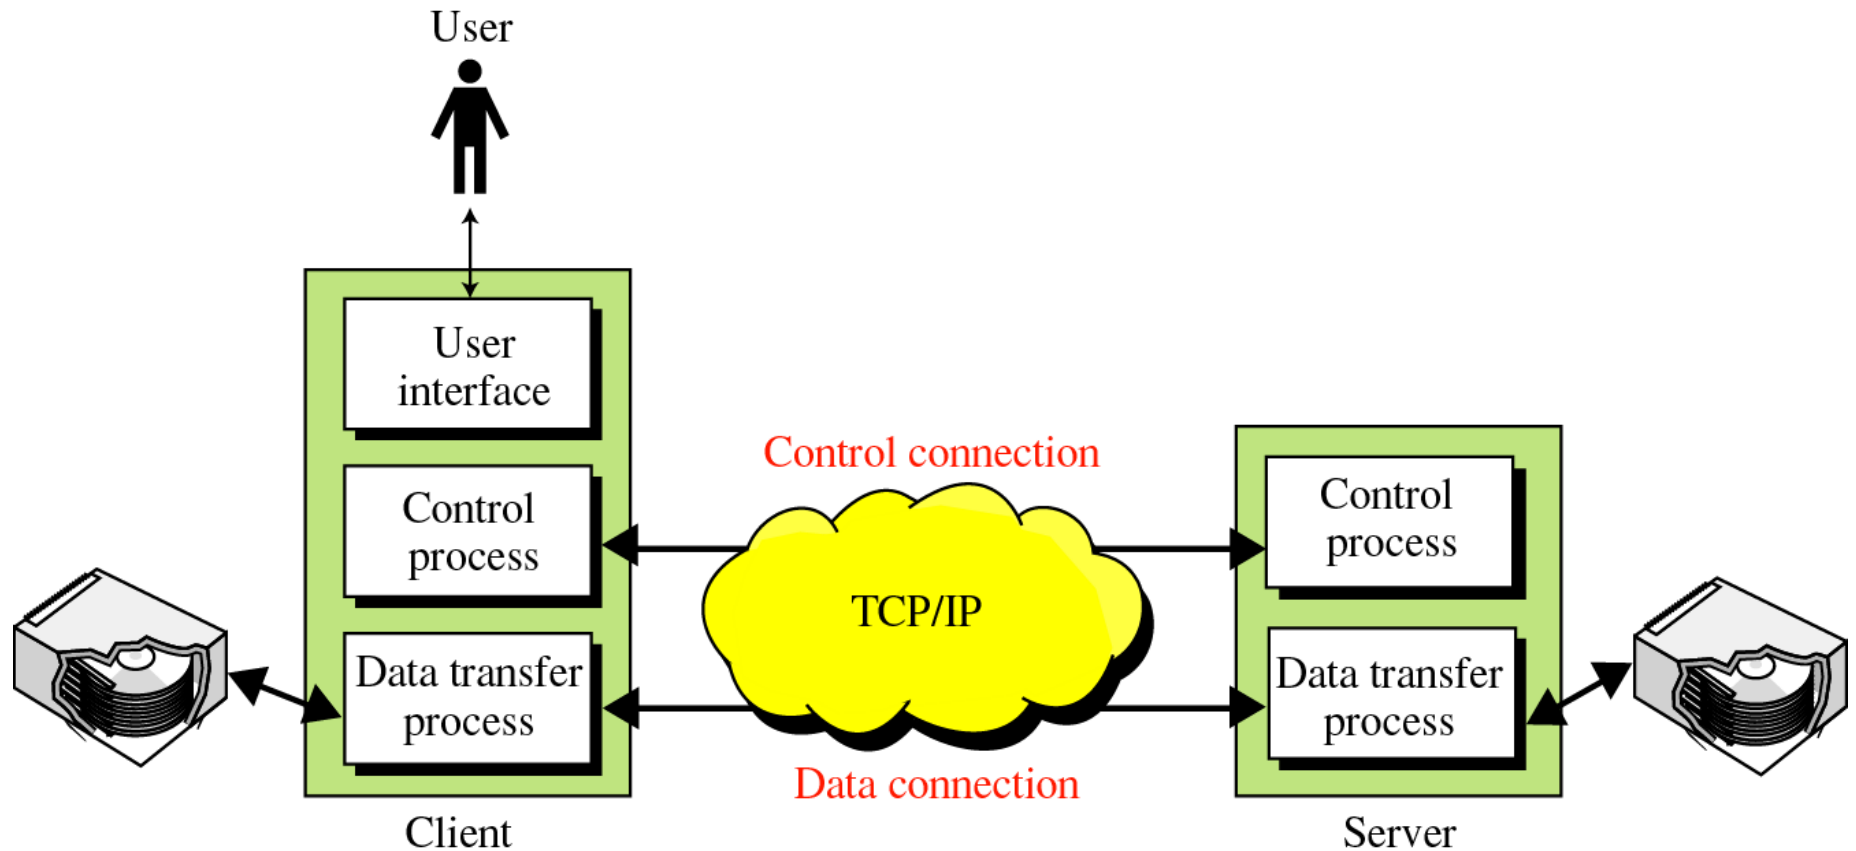 User
User
interface
Control connection
Control
process
Control
process
TCP/IP
Data transfer
process
Data transfer
process
Data connection
Client
Server